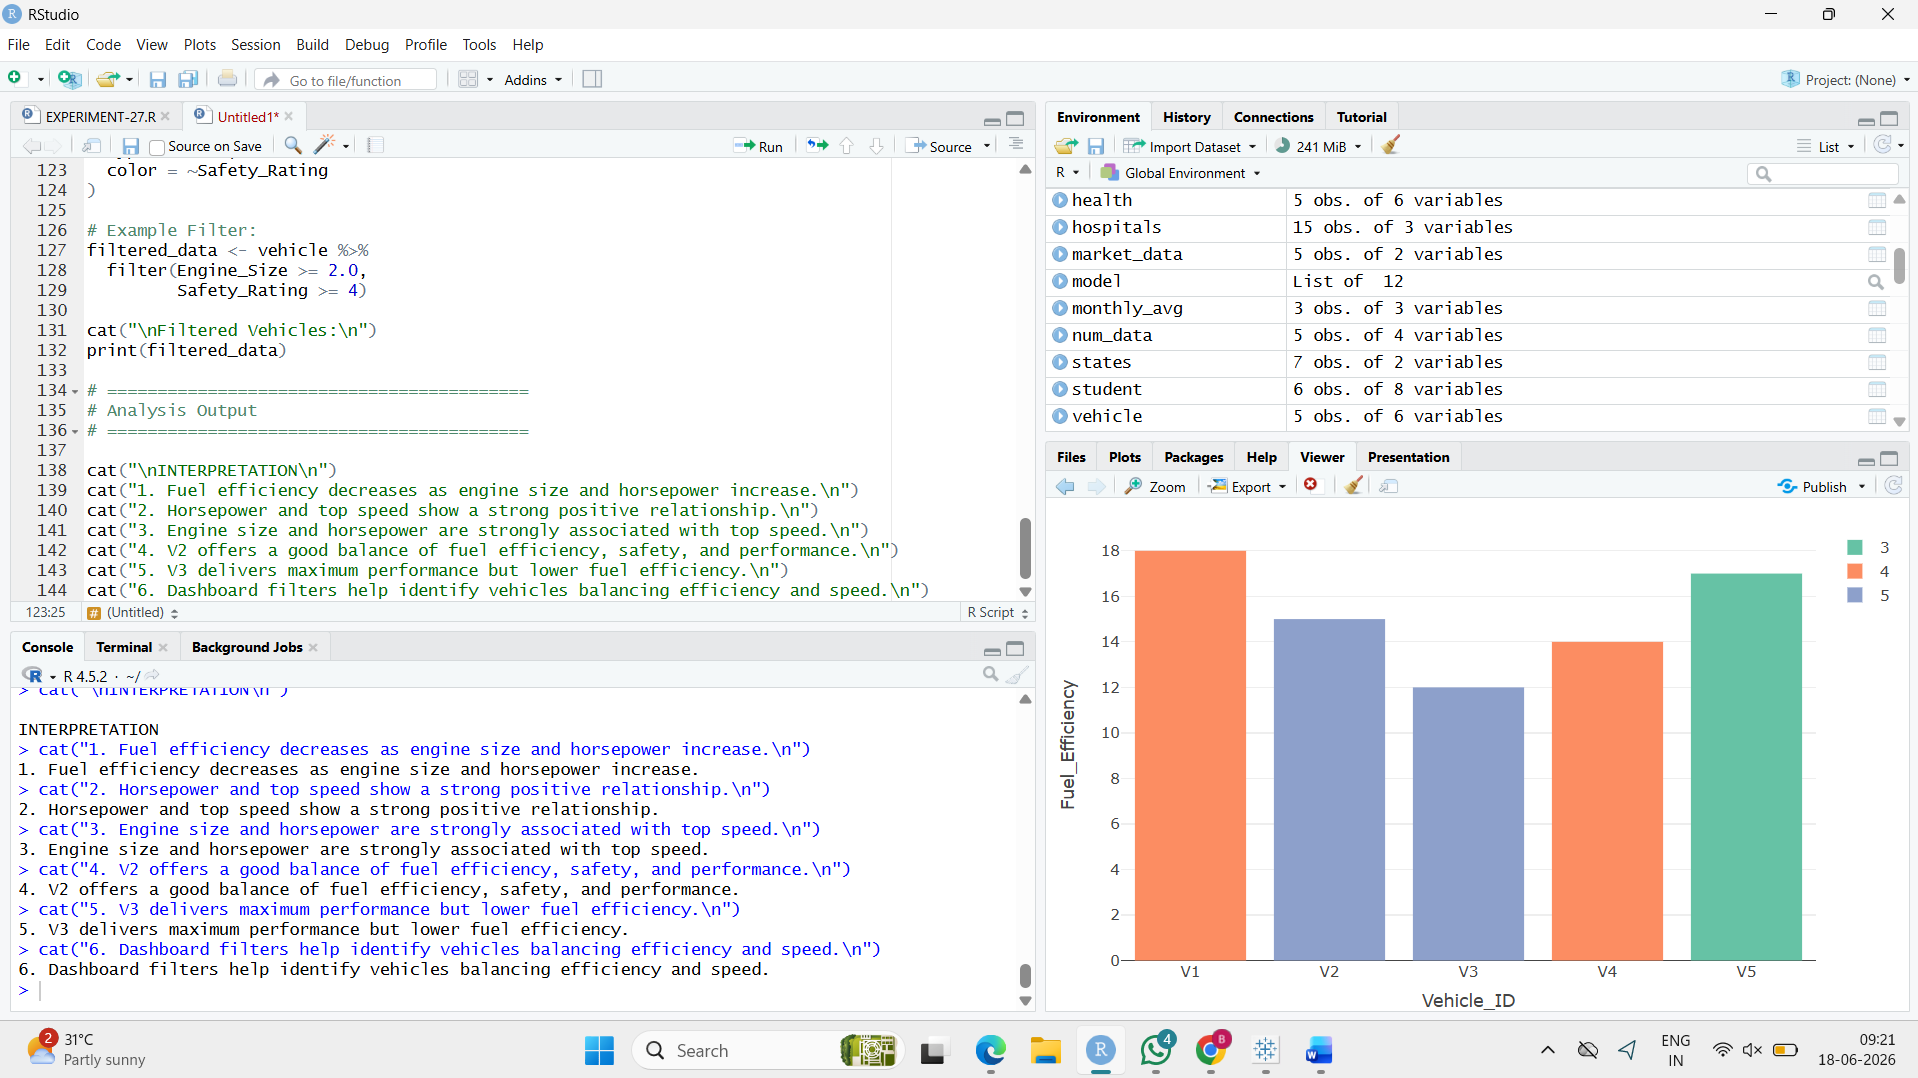 RStudio
File Edit Code View Plots Session Build Debug Profile Tools Help
Go to file/function Addins Project: (None)
EXPERIMENT-27.R Untitled1*
Source on Save Run Source
123 color = ~Safety_Rating
124 )
125
126 # Example Filter:
127 filtered_data <- vehicle %>%
128 filter(Engine_Size >= 2.0,
129 Safety_Rating >= 4)
130
131 cat("\nFiltered Vehicles:\n")
132 print(filtered_data)
133
134 # ==========================================
135 # Analysis Output
136 # ==========================================
137
138 cat("\nINTERPRETATION\n")
139 cat("1. Fuel efficiency decreases as engine size and horsepower increase.\n")
140 cat("2. Horsepower and top speed show a strong positive relationship.\n")
141 cat("3. Engine size and horsepower are strongly associated with top speed.\n")
142 cat("4. V2 offers a good balance of fuel efficiency, safety, and performance.\n")
143 cat("5. V3 delivers maximum performance but lower fuel efficiency.\n")
144 cat("6. Dashboard filters help identify vehicles balancing efficiency and speed.\n")
123:25 # (Untitled) R Script
Console Terminal Background Jobs
R R 4.5.2 · ~/
> cat("\nINTERPRETATION\n")
INTERPRETATION
> cat("1. Fuel efficiency decreases as engine size and horsepower increase.\n")
1. Fuel efficiency decreases as engine size and horsepower increase.
> cat("2. Horsepower and top speed show a strong positive relationship.\n")
2. Horsepower and top speed show a strong positive relationship.
> cat("3. Engine size and horsepower are strongly associated with top speed.\n")
3. Engine size and horsepower are strongly associated with top speed.
> cat("4. V2 offers a good balance of fuel efficiency, safety, and performance.\n")
4. V2 offers a good balance of fuel efficiency, safety, and performance.
> cat("5. V3 delivers maximum performance but lower fuel efficiency.\n")
5. V3 delivers maximum performance but lower fuel efficiency.
> cat("6. Dashboard filters help identify vehicles balancing efficiency and speed.\n")
6. Dashboard filters help identify vehicles balancing efficiency and speed.
>
Environment History Connections Tutorial
Import Dataset 241 MiB List
R Global Environment
health 5 obs. of 6 variables
hospitals 15 obs. of 3 variables
market_data 5 obs. of 2 variables
model List of 12
monthly_avg 3 obs. of 3 variables
num_data 5 obs. of 4 variables
states 7 obs. of 2 variables
student 6 obs. of 8 variables
vehicle 5 obs. of 6 variables
Files Plots Packages Help Viewer Presentation
Zoom Export Publish
18
16
14
12
10
8
6
4
2
0
Fuel_Efficiency
V1 V2 V3 V4 V5
Vehicle_ID
3
4
5
2 31°C
Partly sunny
Search
R
4
B
W
ENG
IN
09:21
18-06-2026